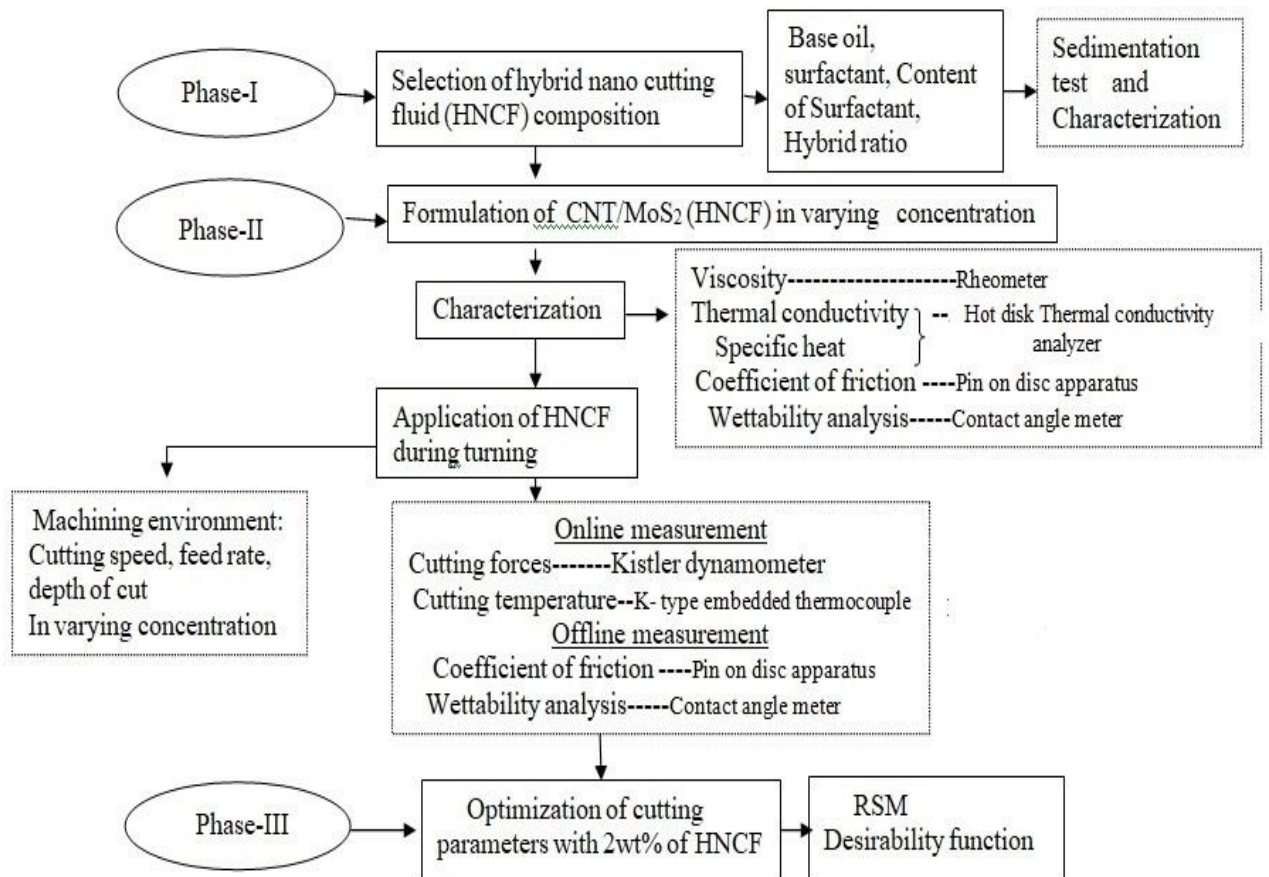 Phase-I
Selection of hybrid nano cutting
fluid (HNCF) composition
Base oil,
surfactant, Content
of Surfactant,
Hybrid ratio
Sedimentation
test and
Characterization
Phase-II
Formulation of CNT/MoS₂ (HNCF) in varying concentration
Characterization
Viscosity---------------------Rheometer
Thermal conductivity } -- Hot disk Thermal conductivity
Specific heat analyzer
Coefficient of friction ----Pin on disc apparatus
Wettability analysis-----Contact angle meter
Application of HNCF
during turning
Machining environment:
Cutting speed, feed rate,
depth of cut
In varying concentration
Online measurement
Cutting forces-------Kistler dynamometer
Cutting temperature--K- type embedded thermocouple
Offline measurement
Coefficient of friction ----Pin on disc apparatus
Wettability analysis-----Contact angle meter
Phase-III
Optimization of cutting
parameters with 2wt% of HNCF
RSM
Desirability function